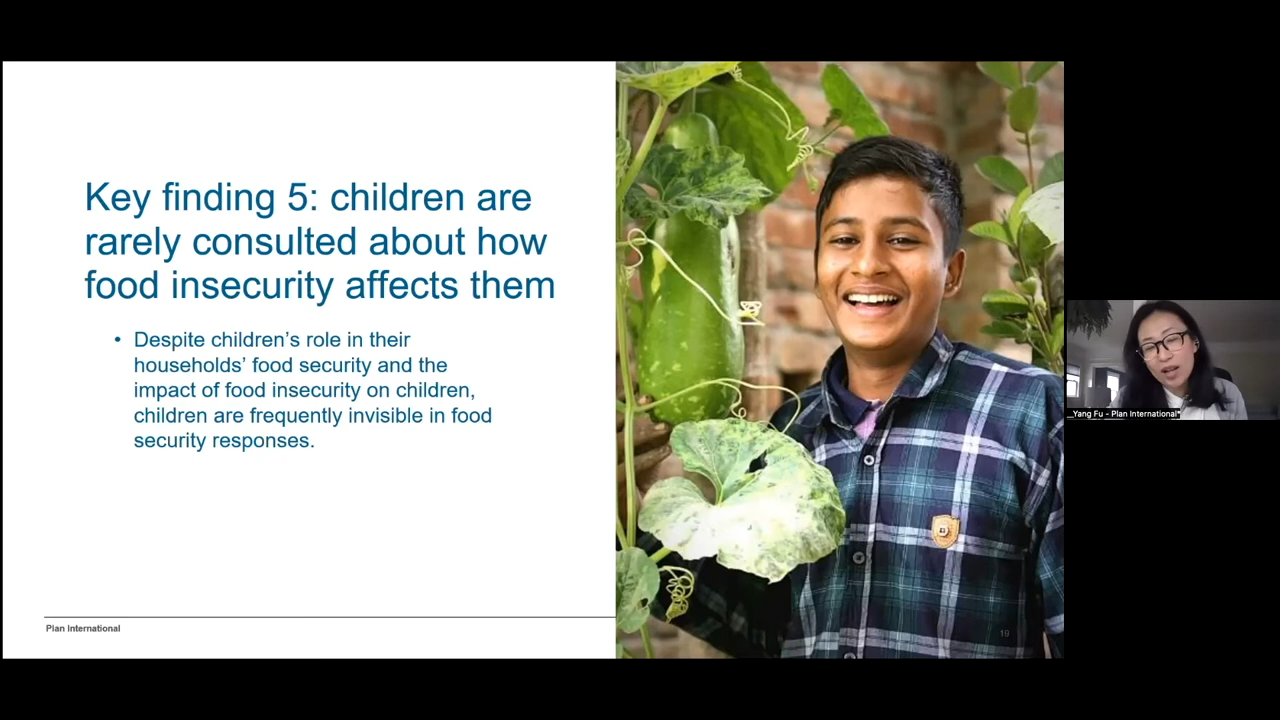 Key finding 5: children are
rarely consulted about how
food insecurity affects them
• Despite children’s role in their
households’ food security and the
impact of food insecurity on children,
children are frequently invisible in food
security responses.
Plan International
19
_Yang Fu - Plan International*